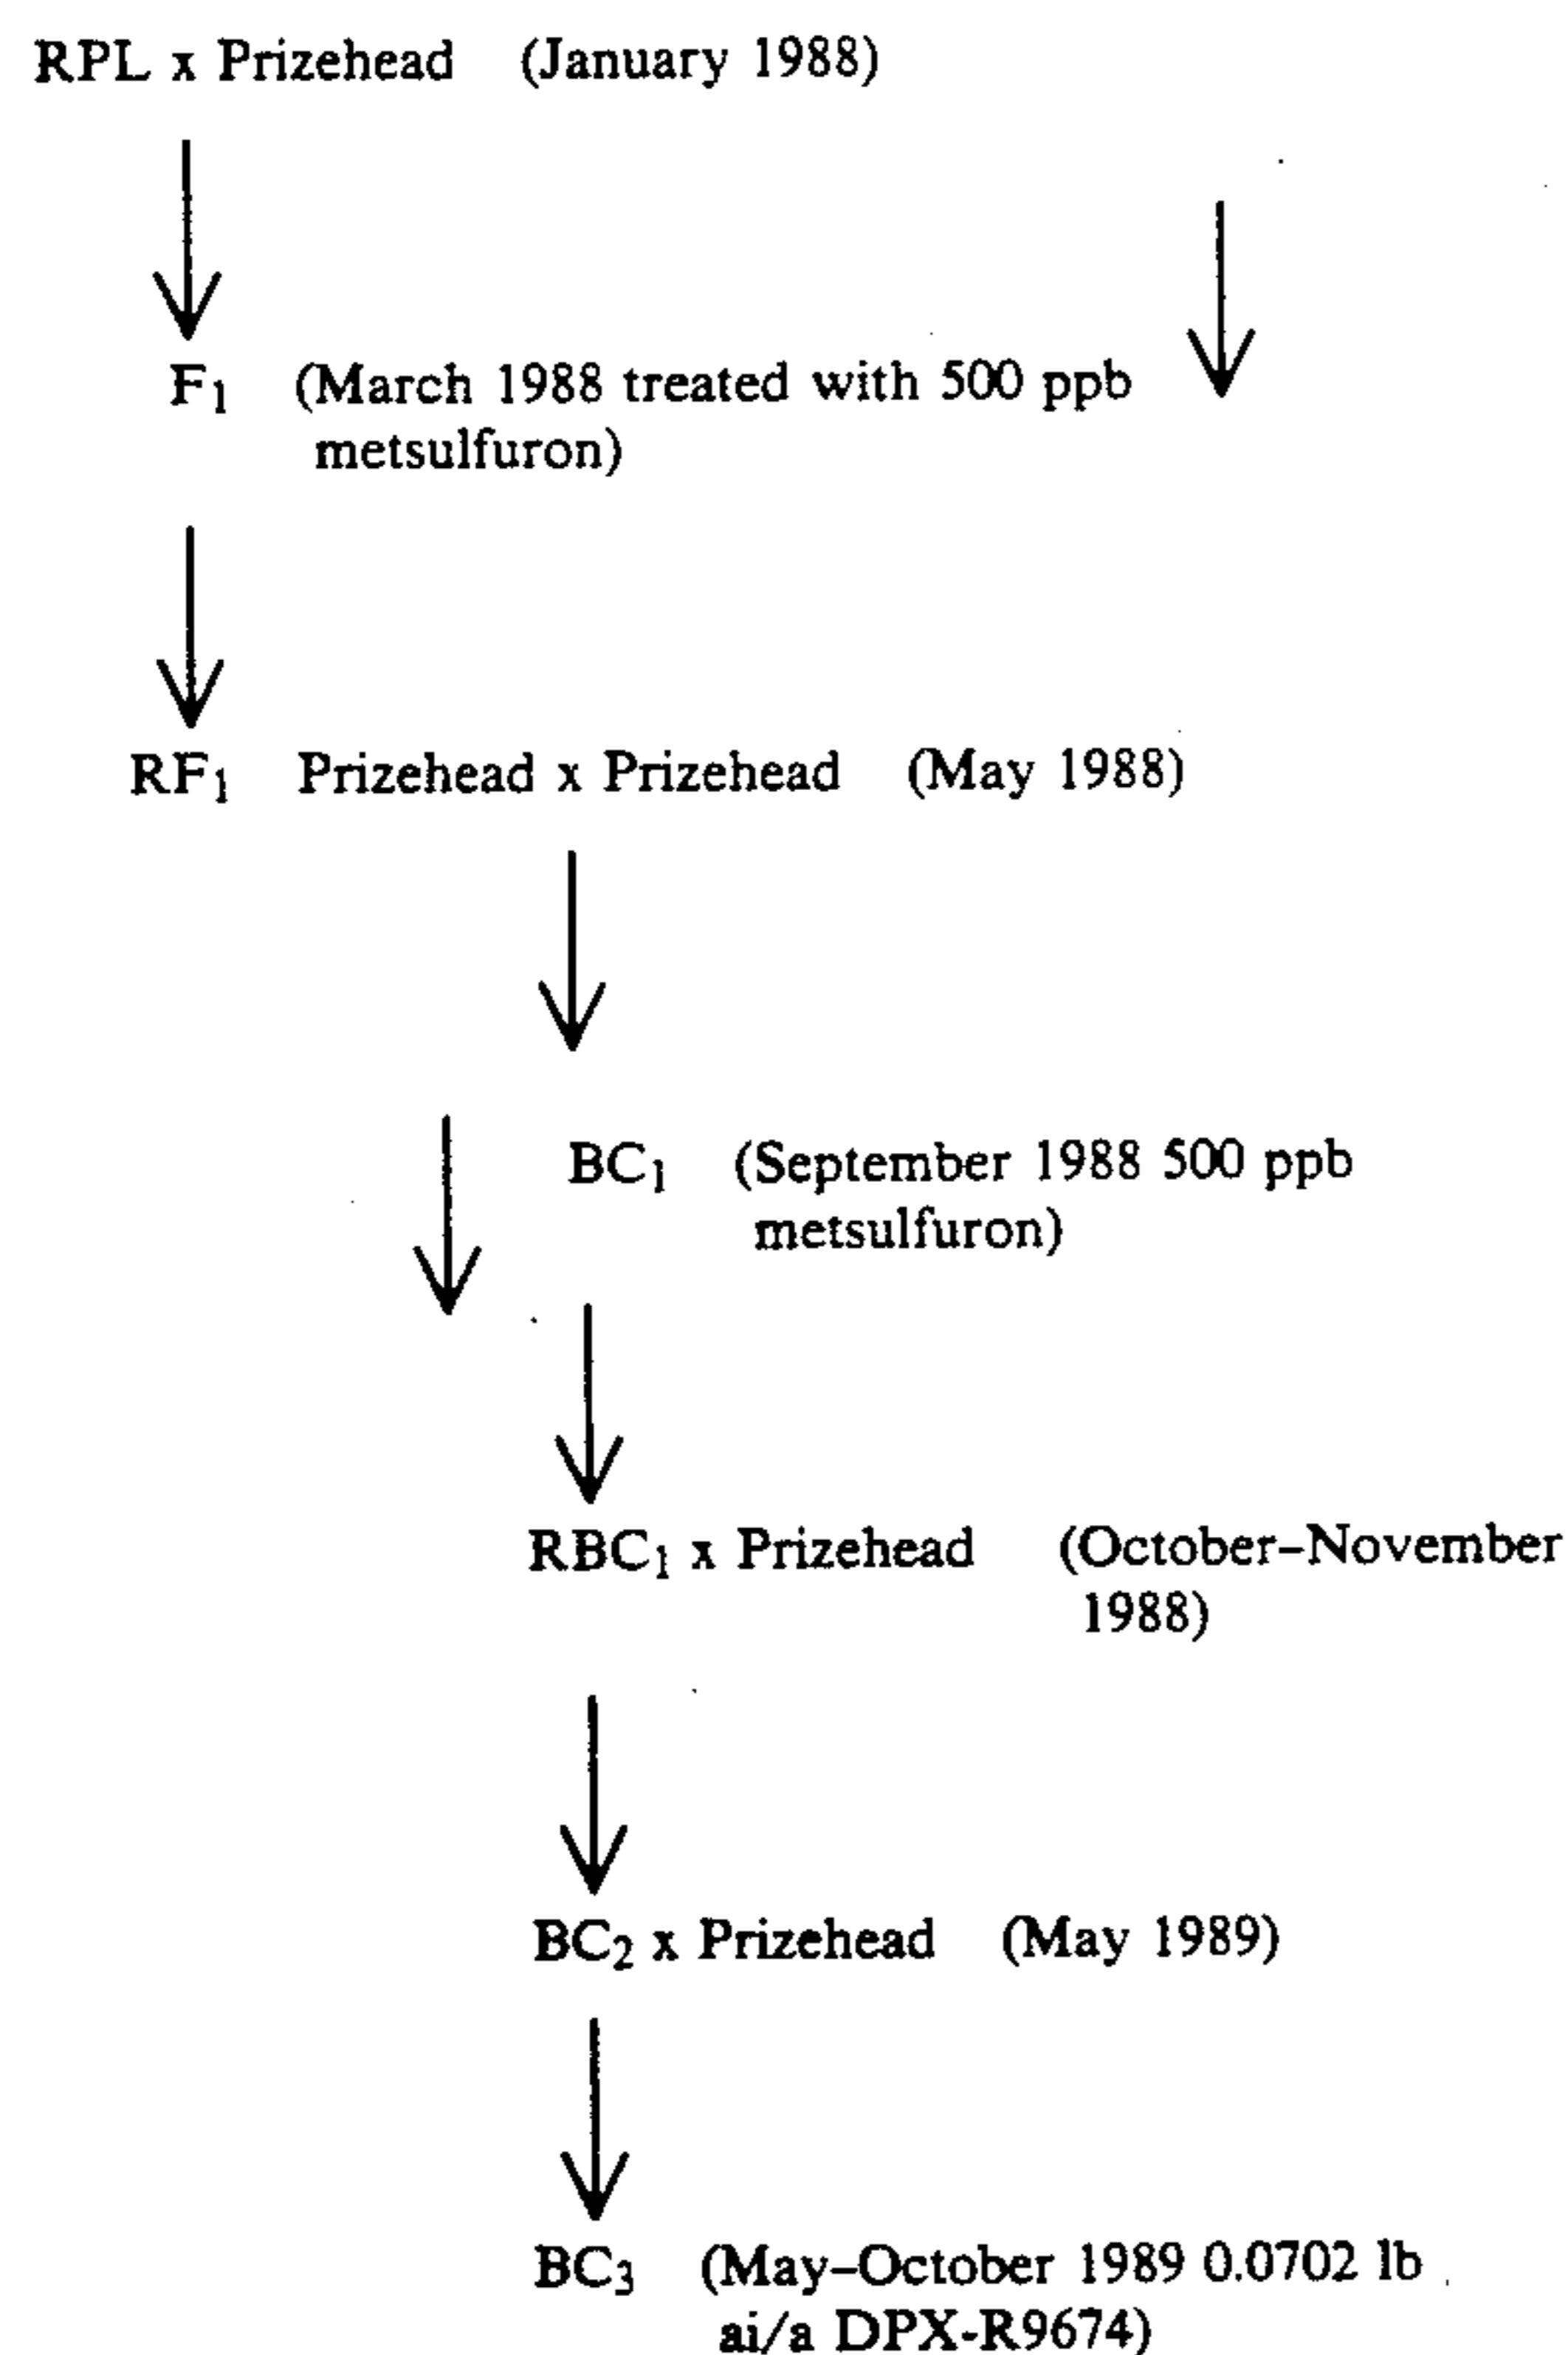 RPL x Prizehead (January 1988)
F₁ (March 1988 treated with 500 ppb
metsulfuron)
RF₁ Prizehead x Prizehead (May 1988)
BC₁ (September 1988 500 ppb
metsulfuron)
RBC₁ x Prizehead (October–November
1988)
BC₂ x Prizehead (May 1989)
BC₃ (May–October 1989 0.0702 lb
ai/a DPX-R9674)